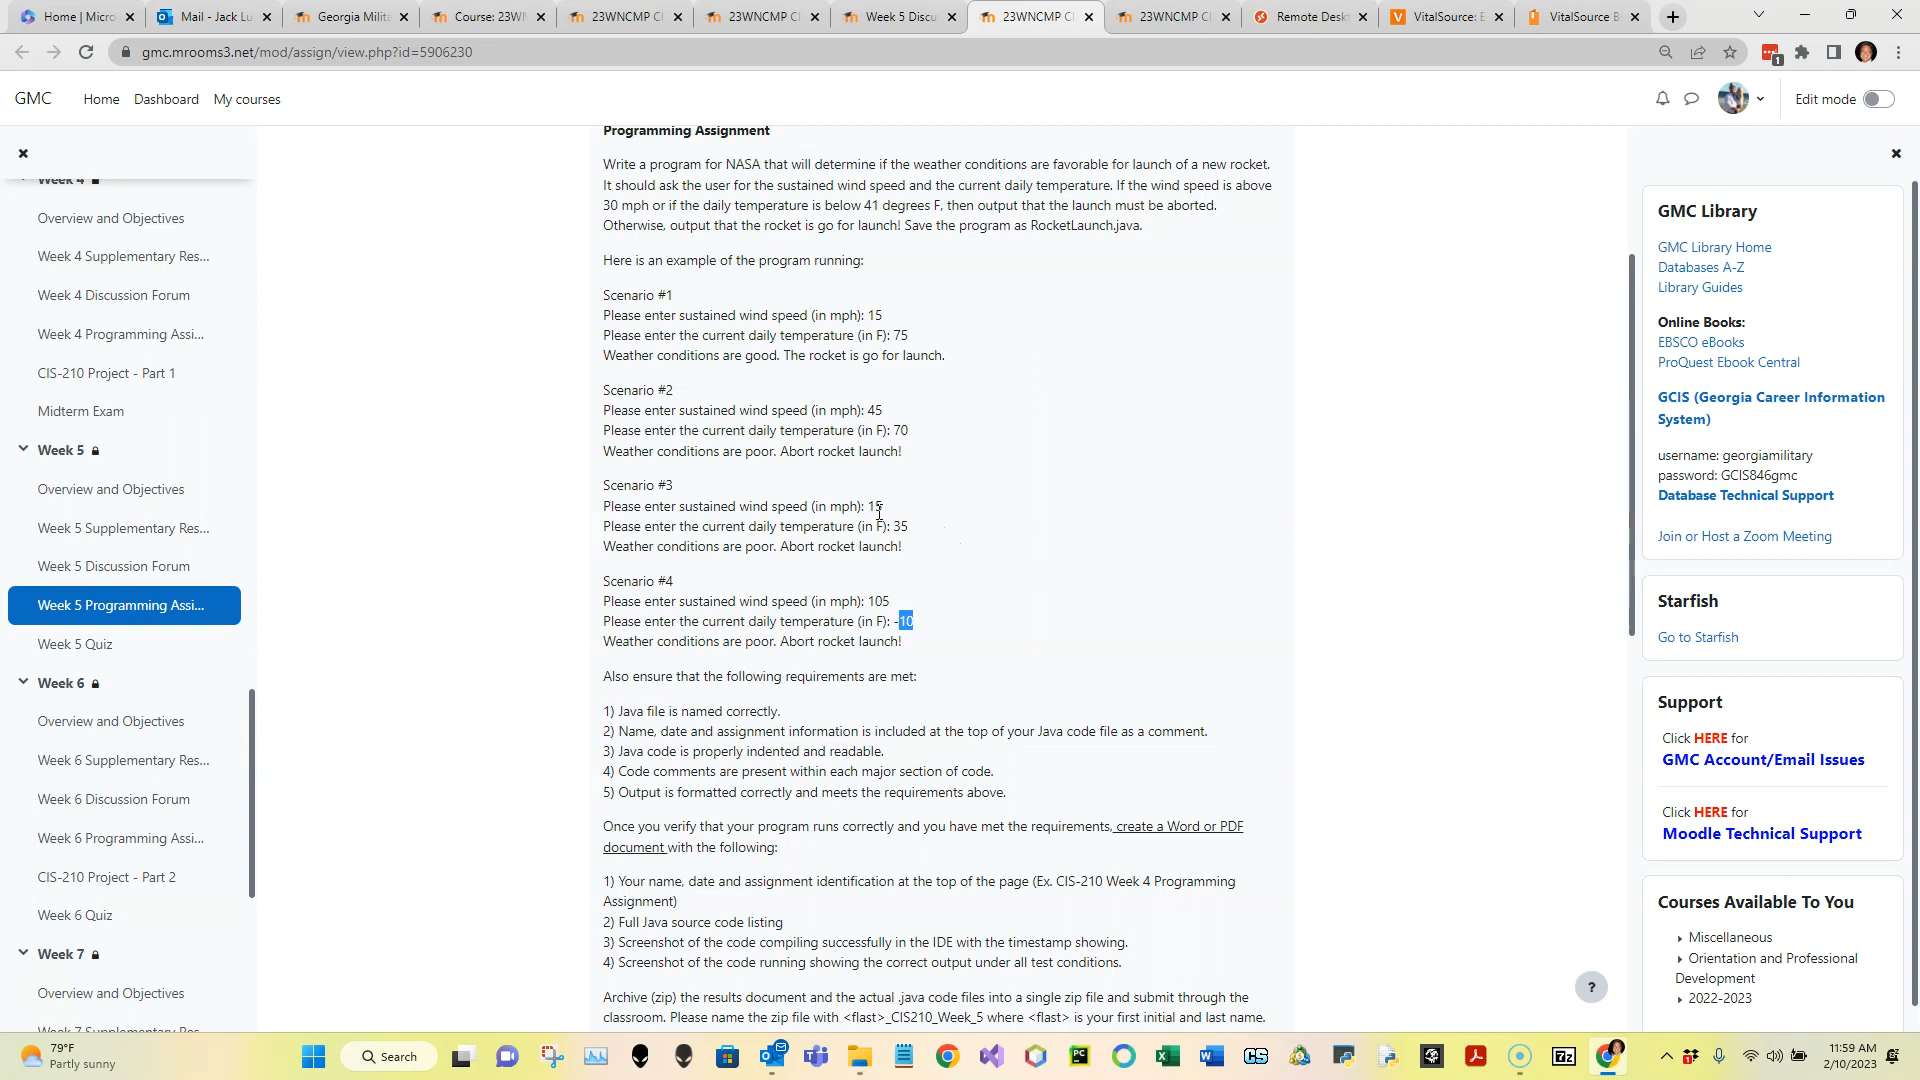 Home | Micro
Mail - Jack Lu
Georgia Milit
Course: 23WN
23WNCMP CI
23WNCMP CI
Week 5 Discu
23WNCMP CI
23WNCMP CI
Remote Deskt
VitalSource: E
VitalSource B
gmc.mrooms3.net/mod/assign/view.php?id=5906230
1
GMC
Home
Dashboard
My courses
Edit mode
Week 4
Overview and Objectives
Week 4 Supplementary Res...
Week 4 Discussion Forum
Week 4 Programming Assi...
CIS-210 Project - Part 1
Midterm Exam
Week 5
Overview and Objectives
Week 5 Supplementary Res...
Week 5 Discussion Forum
Week 5 Programming Assi...
Week 5 Quiz
Week 6
Overview and Objectives
Week 6 Supplementary Res...
Week 6 Discussion Forum
Week 6 Programming Assi...
CIS-210 Project - Part 2
Week 6 Quiz
Week 7
Overview and Objectives
Week 7 Supplementary Res...
Programming Assignment
Write a program for NASA that will determine if the weather conditions are favorable for launch of a new rocket.
It should ask the user for the sustained wind speed and the current daily temperature. If the wind speed is above
30 mph or if the daily temperature is below 41 degrees F, then output that the launch must be aborted.
Otherwise, output that the rocket is go for launch! Save the program as RocketLaunch.java.
Here is an example of the program running:
Scenario #1
Please enter sustained wind speed (in mph): 15
Please enter the current daily temperature (in F): 75
Weather conditions are good. The rocket is go for launch.
Scenario #2
Please enter sustained wind speed (in mph): 45
Please enter the current daily temperature (in F): 70
Weather conditions are poor. Abort rocket launch!
Scenario #3
Please enter sustained wind speed (in mph): 15
Please enter the current daily temperature (in F): 35
Weather conditions are poor. Abort rocket launch!
Scenario #4
Please enter sustained wind speed (in mph): 105
Please enter the current daily temperature (in F): -10
Weather conditions are poor. Abort rocket launch!
Also ensure that the following requirements are met:
1) Java file is named correctly.
2) Name, date and assignment information is included at the top of your Java code file as a comment.
3) Java code is properly indented and readable.
4) Code comments are present within each major section of code.
5) Output is formatted correctly and meets the requirements above.
Once you verify that your program runs correctly and you have met the requirements, create a Word or PDF
document with the following:
1) Your name, date and assignment identification at the top of the page (Ex. CIS-210 Week 4 Programming
Assignment)
2) Full Java source code listing
3) Screenshot of the code compiling successfully in the IDE with the timestamp showing.
4) Screenshot of the code running showing the correct output under all test conditions.
Archive (zip) the results document and the actual .java code files into a single zip file and submit through the
classroom. Please name the zip file with <flast>_CIS210_Week_5 where <flast> is your first initial and last name.
GMC Library
GMC Library Home
Databases A-Z
Library Guides
Online Books:
EBSCO eBooks
ProQuest Ebook Central
GCIS (Georgia Career Information
System)
username: georgiamilitary
password: GCIS846gmc
Database Technical Support
Join or Host a Zoom Meeting
Starfish
Go to Starfish
Support
Click HERE for
GMC Account/Email Issues
Click HERE for
Moodle Technical Support
Courses Available To You
Miscellaneous
Orientation and Professional
Development
2022-2023
?
79°F
Partly sunny
Search
PC
CS
7z
11:59 AM
2/10/2023